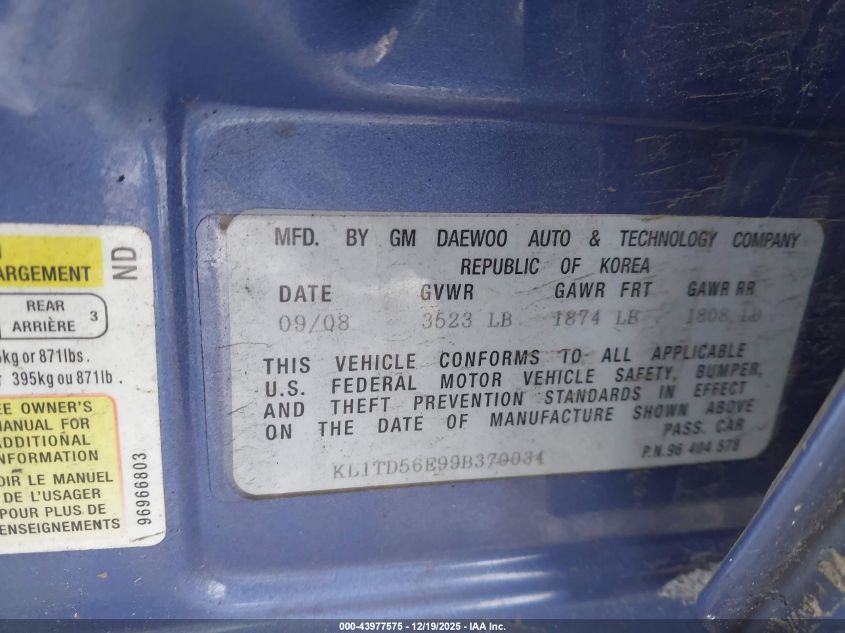 ARGEMENT
ND
REAR
ARRIÈRE 3
kg or 871lbs.
395kg ou 871lb.
EE OWNER'S
MANUAL FOR
ADDITIONAL
INFORMATION
OIR LE MANUEL
DE L'USAGER
POUR PLUS DE
ENSEIGNEMENTS
96966803
MFD. BY GM DAEWOO AUTO & TECHNOLOGY COMPANY
REPUBLIC OF KOREA
DATE GVWR GAWR FRT GAWR RR
09/08 3523 LB 1874 LB 1808 LB
THIS VEHICLE CONFORMS TO ALL APPLICABLE
U.S. FEDERAL MOTOR VEHICLE SAFETY, BUMPER,
AND THEFT PREVENTION STANDARDS IN EFFECT
ON THE DATE OF MANUFACTURE SHOWN ABOVE
PASS. CAR
KL1TD56E99B370034
P.N. 96 404 578
000-43977575 - 12/19/2025 - IAA Inc.